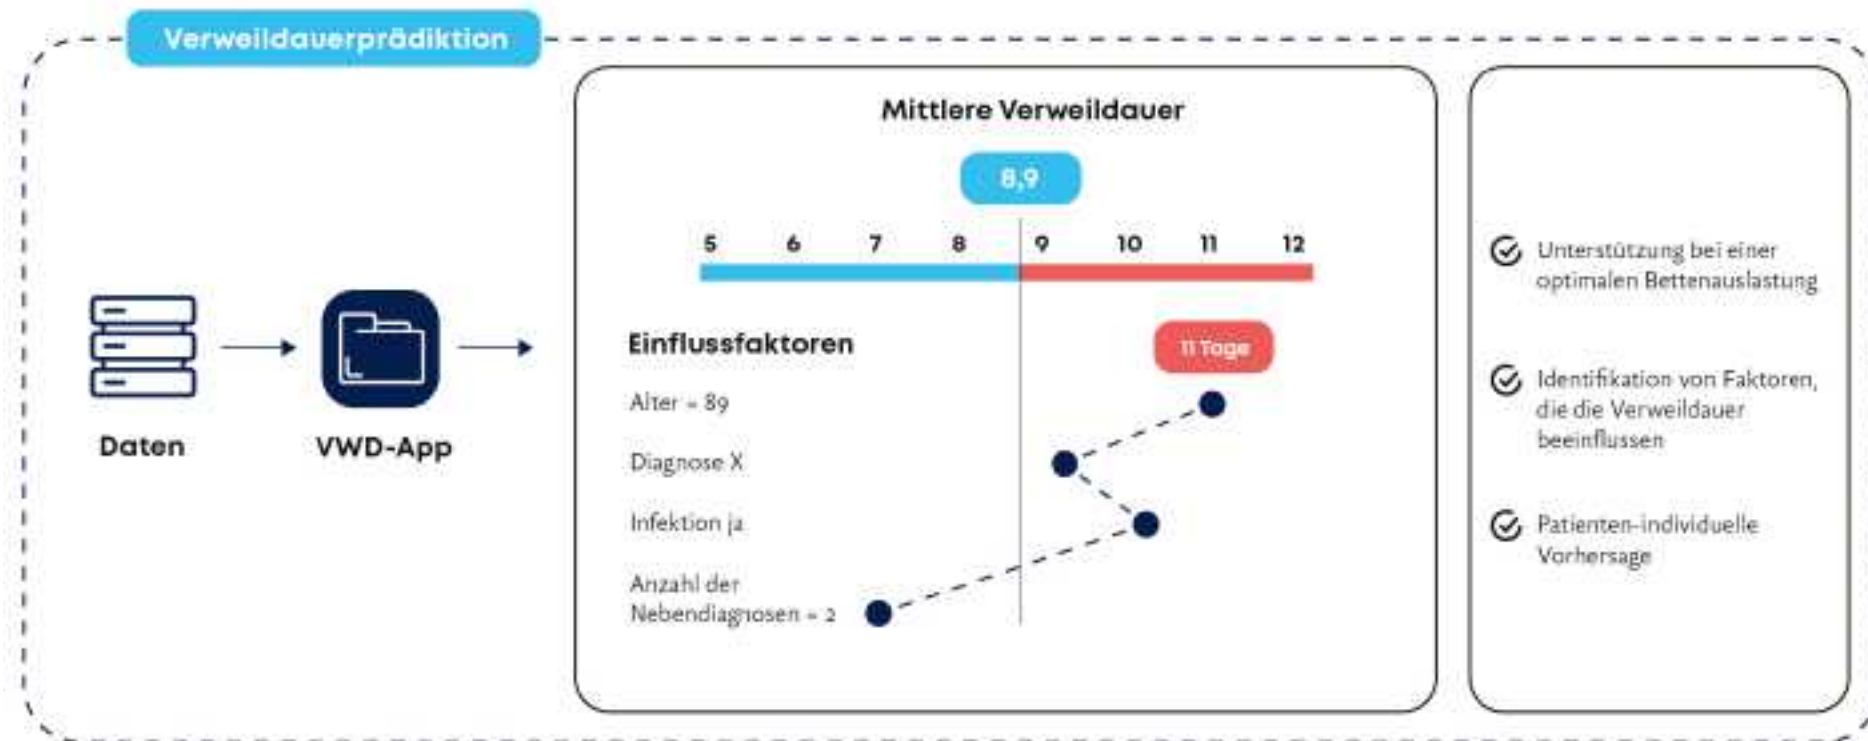 Verweildauerprädiktion
Daten
VWD-App
Mittlere Verweildauer
8,9
5 6 7 8 9 10 11 12
Einflussfaktoren
11 Tage
Alter = 89
Diagnose X
Infektion ja
Anzahl der
Nebendiagnosen = 2
Unterstützung bei einer
optimalen Bettenauslastung
Identifikation von Faktoren,
die die Verweildauer
beeinflussen
Patienten-individuelle
Vorhersage